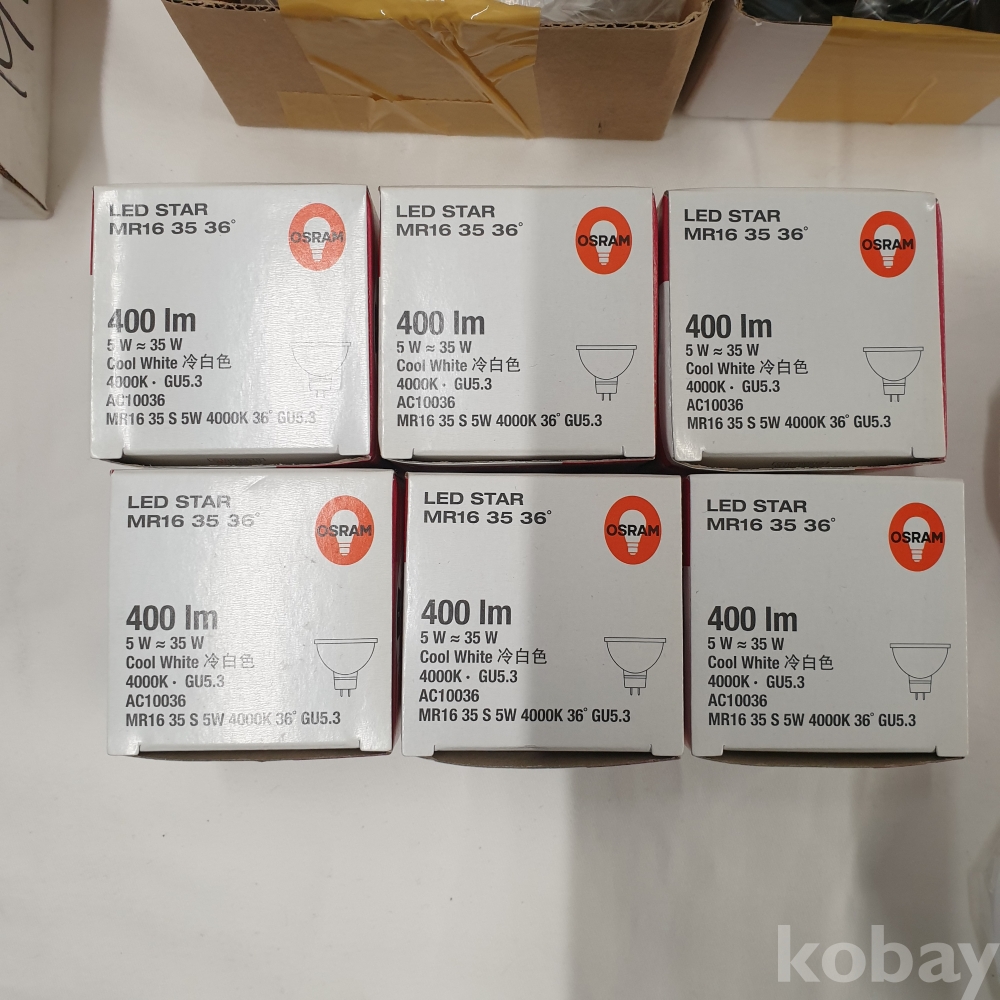 LED STAR
MR16 35 36°
OSRAM
400 lm
5 W ≈ 35 W
Cool White 冷白色
4000K · GU5.3
AC10036
MR16 35 S 5W 4000K 36° GU5.3
LED STAR
MR16 35 36°
OSRAM
400 lm
5 W ≈ 35 W
Cool White 冷白色
4000K · GU5.3
AC10036
MR16 35 S 5W 4000K 36° GU5.3
LED STAR
MR16 35 36°
OSRAM
400 lm
5 W ≈ 35 W
Cool White 冷白色
4000K · GU5.3
AC10036
MR16 35 S 5W 4000K 36° GU5.3
LED STAR
MR16 35 36°
OSRAM
400 lm
5 W ≈ 35 W
Cool White 冷白色
4000K · GU5.3
AC10036
MR16 35 S 5W 4000K 36° GU5.3
LED STAR
MR16 35 36°
OSRAM
400 lm
5 W ≈ 35 W
Cool White 冷白色
4000K · GU5.3
AC10036
MR16 35 S 5W 4000K 36° GU5.3
LED STAR
MR16 35 36°
OSRAM
400 lm
5 W ≈ 35 W
Cool White 冷白色
4000K · GU5.3
AC10036
MR16 35 S 5W 4000K 36° GU5.3
kobay